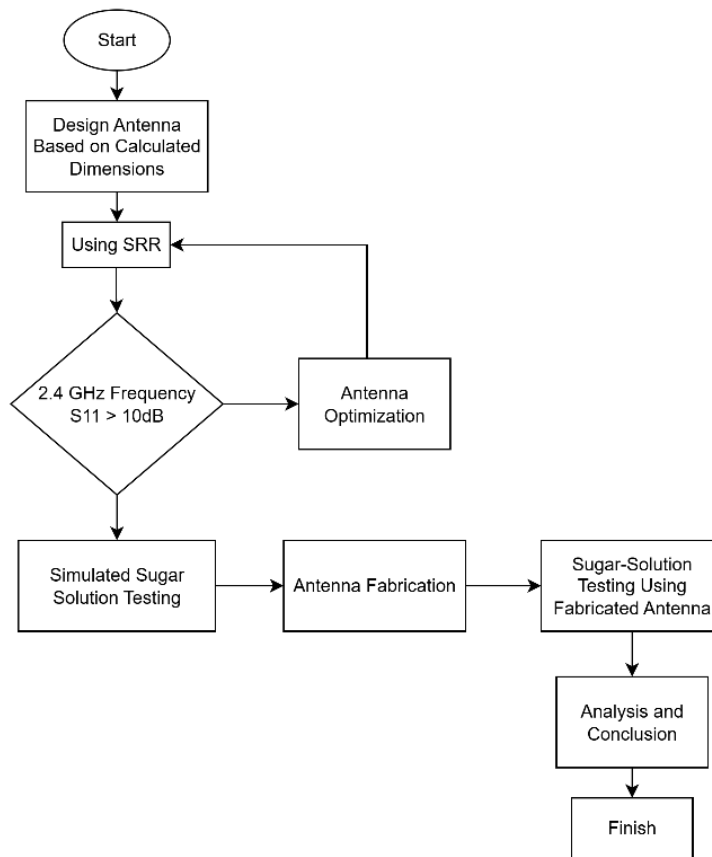 Start
Design Antenna
Based on Calculated
Dimensions
Using SRR
2.4 GHz Frequency
S11 > 10dB
Antenna
Optimization
Simulated Sugar
Solution Testing
Antenna Fabrication
Sugar-Solution
Testing Using
Fabricated Antenna
Analysis and
Conclusion
Finish